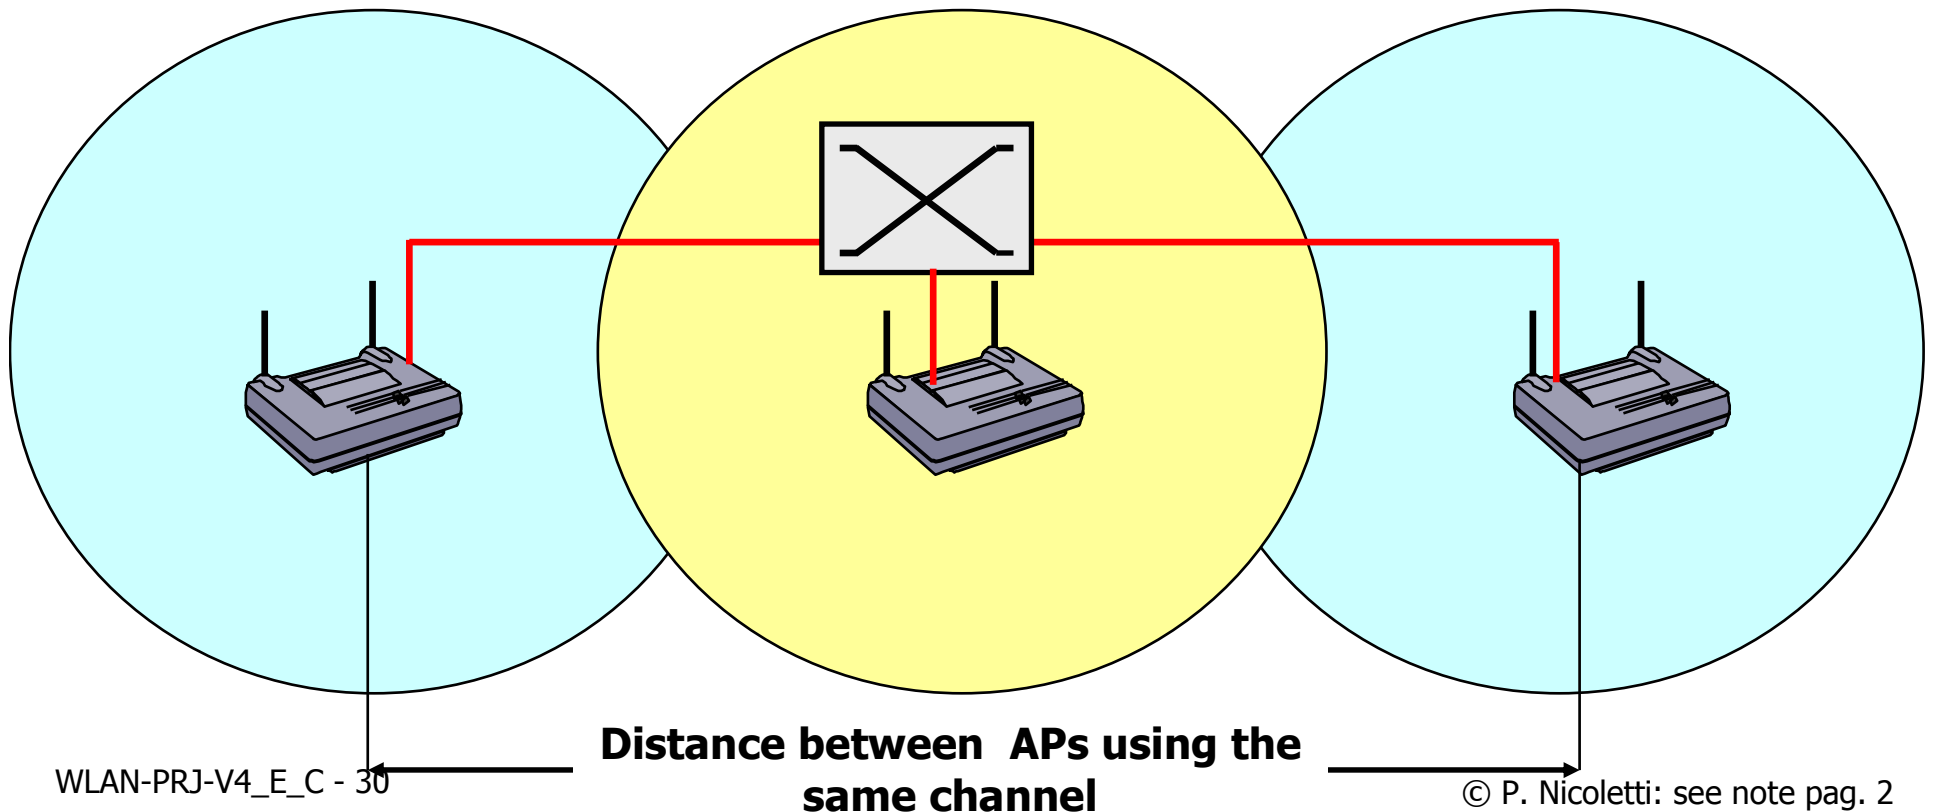 Distance between APs using the
same channel
WLAN-PRJ-V4_E_C - 30
© P. Nicoletti: see note pag. 2